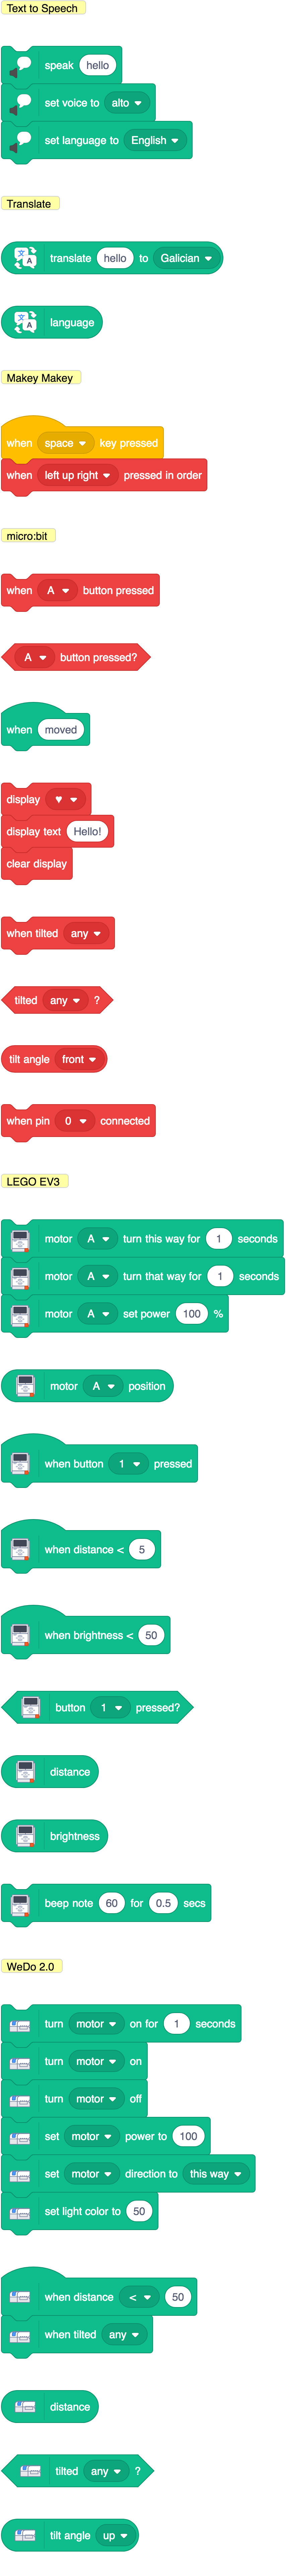 Text to Speech
speak hello
set voice to alto
set language to English
Translate
translate hello to Galician
language
Makey Makey
when space key pressed
when left up right pressed in order
micro:bit
when A button pressed
A button pressed?
when moved
display ♥
display text Hello!
clear display
when tilted any
tilted any ?
tilt angle front
when pin 0 connected
LEGO EV3
motor A turn this way for 1 seconds
motor A turn that way for 1 seconds
motor A set power 100 %
motor A position
when button 1 pressed
when distance < 5
when brightness < 50
button 1 pressed?
distance
brightness
beep note 60 for 0.5 secs
WeDo 2.0
turn motor on for 1 seconds
turn motor on
turn motor off
set motor power to 100
set motor direction to this way
set light color to 50
when distance < 50
when tilted any
distance
tilted any ?
tilt angle up